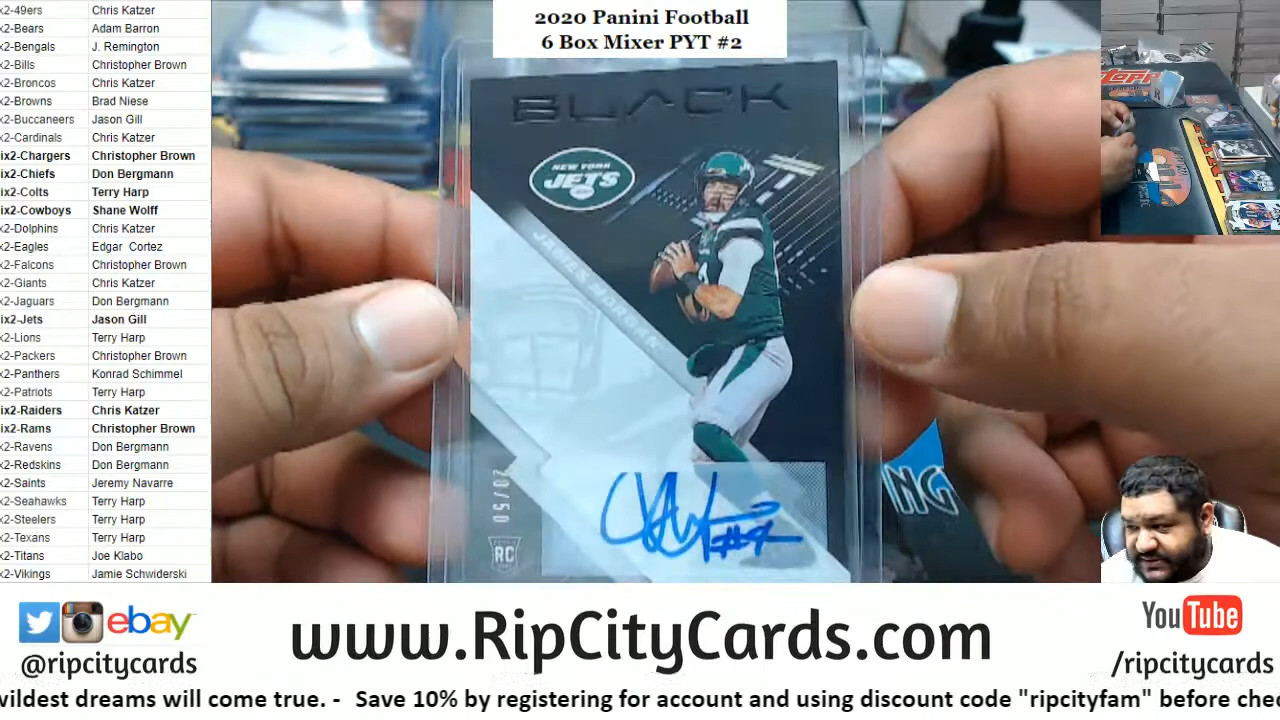 x2-49ers Chris Katzer
x2-Bears Adam Barron
x2-Bengals J. Remington
x2-Bills Christopher Brown
x2-Broncos Chris Katzer
x2-Browns Brad Niese
x2-Buccaneers Jason Gill
x2-Cardinals Chris Katzer
ix2-Chargers Christopher Brown
ix2-Chiefs Don Bergmann
ix2-Colts Terry Harp
ix2-Cowboys Shane Wolff
x2-Dolphins Chris Katzer
x2-Eagles Edgar Cortez
x2-Falcons Christopher Brown
x2-Giants Chris Katzer
x2-Jaguars Don Bergmann
ix2-Jets Jason Gill
x2-Lions Terry Harp
x2-Packers Christopher Brown
x2-Panthers Konrad Schimmel
x2-Patriots Terry Harp
ix2-Raiders Chris Katzer
ix2-Rams Christopher Brown
x2-Ravens Don Bergmann
x2-Redskins Don Bergmann
x2-Saints Jeremy Navarre
x2-Seahawks Terry Harp
x2-Steelers Terry Harp
x2-Texans Terry Harp
x2-Titans Joe Klabo
x2-Vikings Jamie Schwiderski
2020 Panini Football
6 Box Mixer PYT #2
BLACK
NEW YORK
JETS
JAMES MORGAN
20/50
RC
#4
NG
TOPPS
ebay
@ripcitycards
www.RipCityCards.com
YouTube
/ripcitycards
wildest dreams will come true. - Save 10% by registering for account and using discount code "ripcityfam" before chec